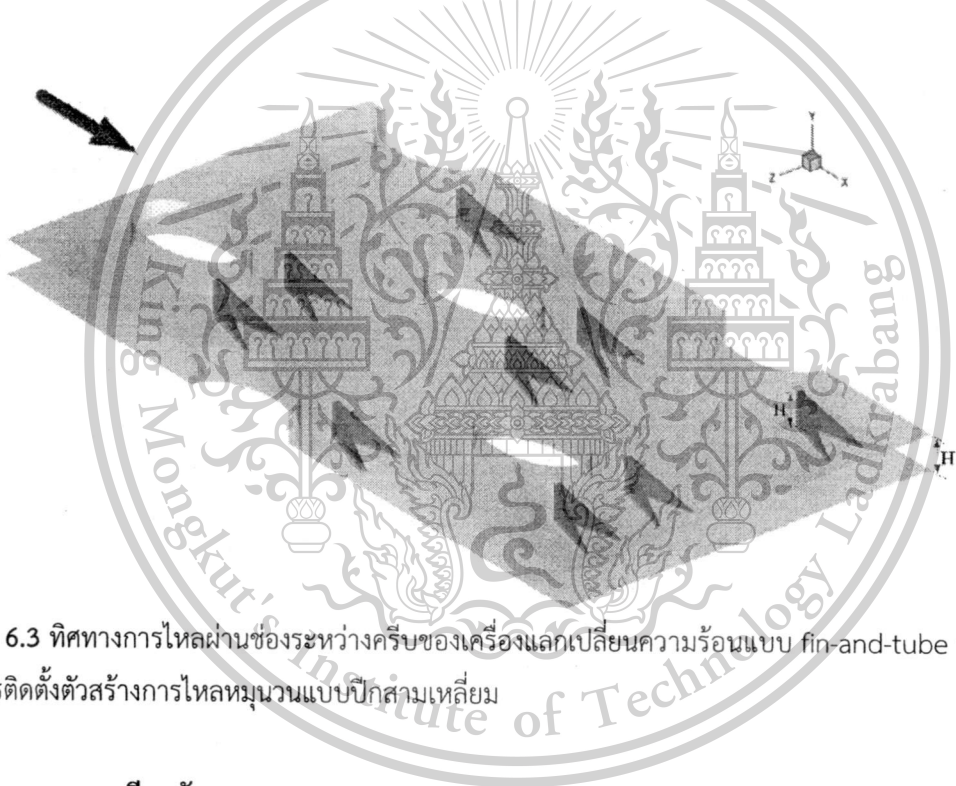 Y
Z
X
H
H
6.3 ทิศทางการไหลผ่านช่องระหว่างครีบของเครื่องแลกเปลี่ยนความร้อนแบบ fin-and-tube
ติดตั้งตัวสร้างการไหลหมุนวนแบบปีกสามเหลี่ยม
King Mongkut's Institute of Technology Ladkrabang